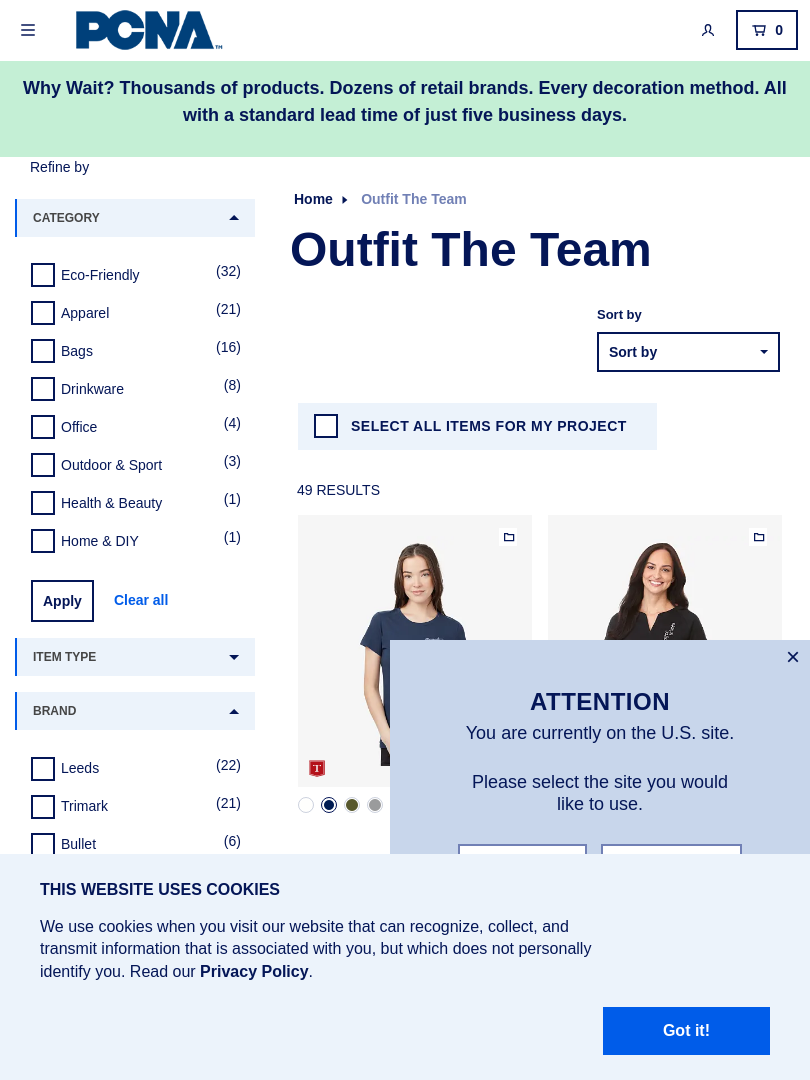 PCNA
TM
0
Why Wait? Thousands of products. Dozens of retail brands. Every decoration method. All
with a standard lead time of just five business days.
Refine by
CATEGORY
Eco-Friendly (32)
Apparel (21)
Bags (16)
Drinkware (8)
Office (4)
Outdoor & Sport (3)
Health & Beauty (1)
Home & DIY (1)
Apply Clear all
ITEM TYPE
BRAND
Leeds (22)
Trimark (21)
Bullet (6)
Home Outfit The Team
Outfit The Team
Sort by
Sort by
SELECT ALL ITEMS FOR MY PROJECT
49 RESULTS
T
ATTENTION
You are currently on the U.S. site.
Please select the site you would
like to use.
THIS WEBSITE USES COOKIES
We use cookies when you visit our website that can recognize, collect, and
transmit information that is associated with you, but which does not personally
identify you. Read our Privacy Policy.
Got it!